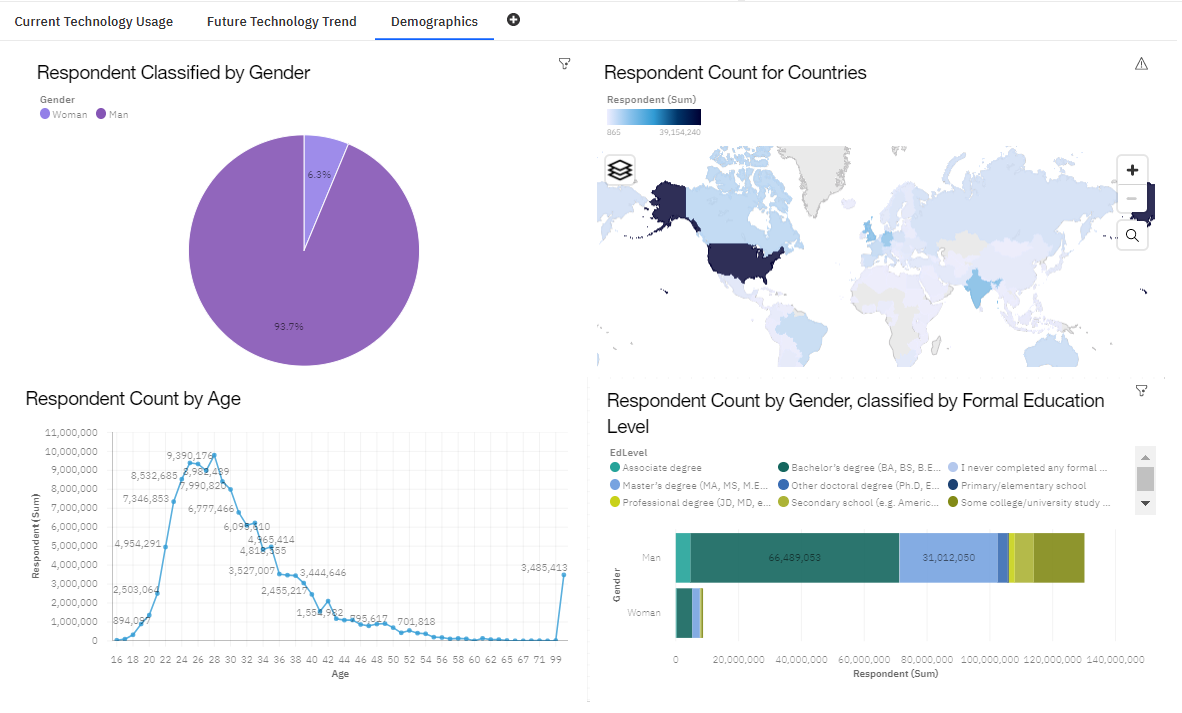 Current Technology Usage
Future Technology Trend
Demographics
Respondent Classified by Gender
Gender
Woman
Man
6.3%
93.7%
Respondent Count for Countries
Respondent (Sum)
865
39,154,240
Respondent Count by Age
Respondent (Sum)
11,000,000
10,000,000
9,000,000
8,000,000
7,000,000
6,000,000
5,000,000
4,000,000
3,000,000
2,000,000
1,000,000
0
9,390,176
8,532,685
7,990,820
7,346,853
6,777,466
4,954,291
4,965,414
3,527,007
3,444,646
3,485,413
2,503,064
2,455,217
795,617
701,818
16 18 20 22 24 26 28 30 32 34 36 38 40 42 44 46 48 50 52 54 56 58 60 62 65 67 71 99
Age
Respondent Count by Gender, classified by Formal Education
Level
EdLevel
Associate degree
Bachelor's degree (BA, BS, B.E...
I never completed any formal ...
Master's degree (MA, MS, M.E...
Other doctoral degree (Ph.D, E...
Primary/elementary school
Professional degree (JD, MD, e...
Secondary school (e.g. Americ...
Some college/university study ...
Gender
Man
66,489,053
31,012,050
Woman
0 20,000,000 40,000,000 60,000,000 80,000,000 100,000,000 120,000,000 140,000,000
Respondent (Sum)